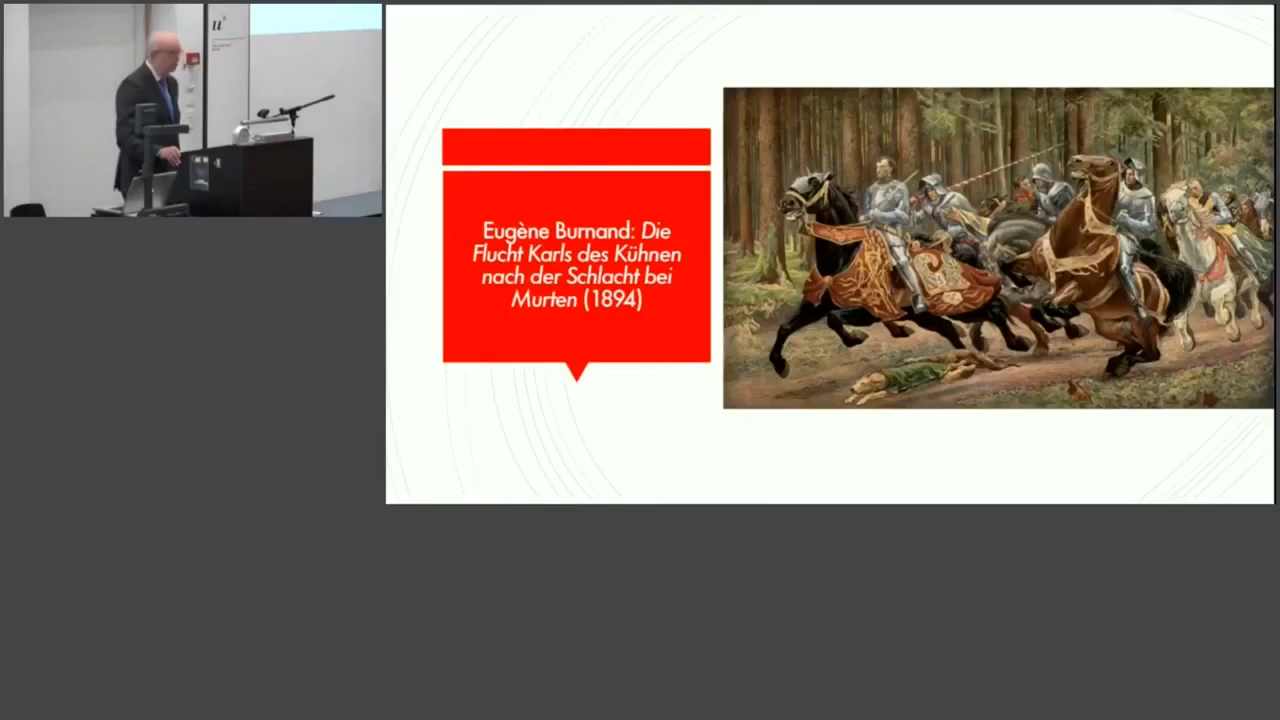 u
b
Eugène Burnand: Die
Flucht Karls des Kühnen
nach der Schlacht bei
Murten (1894)